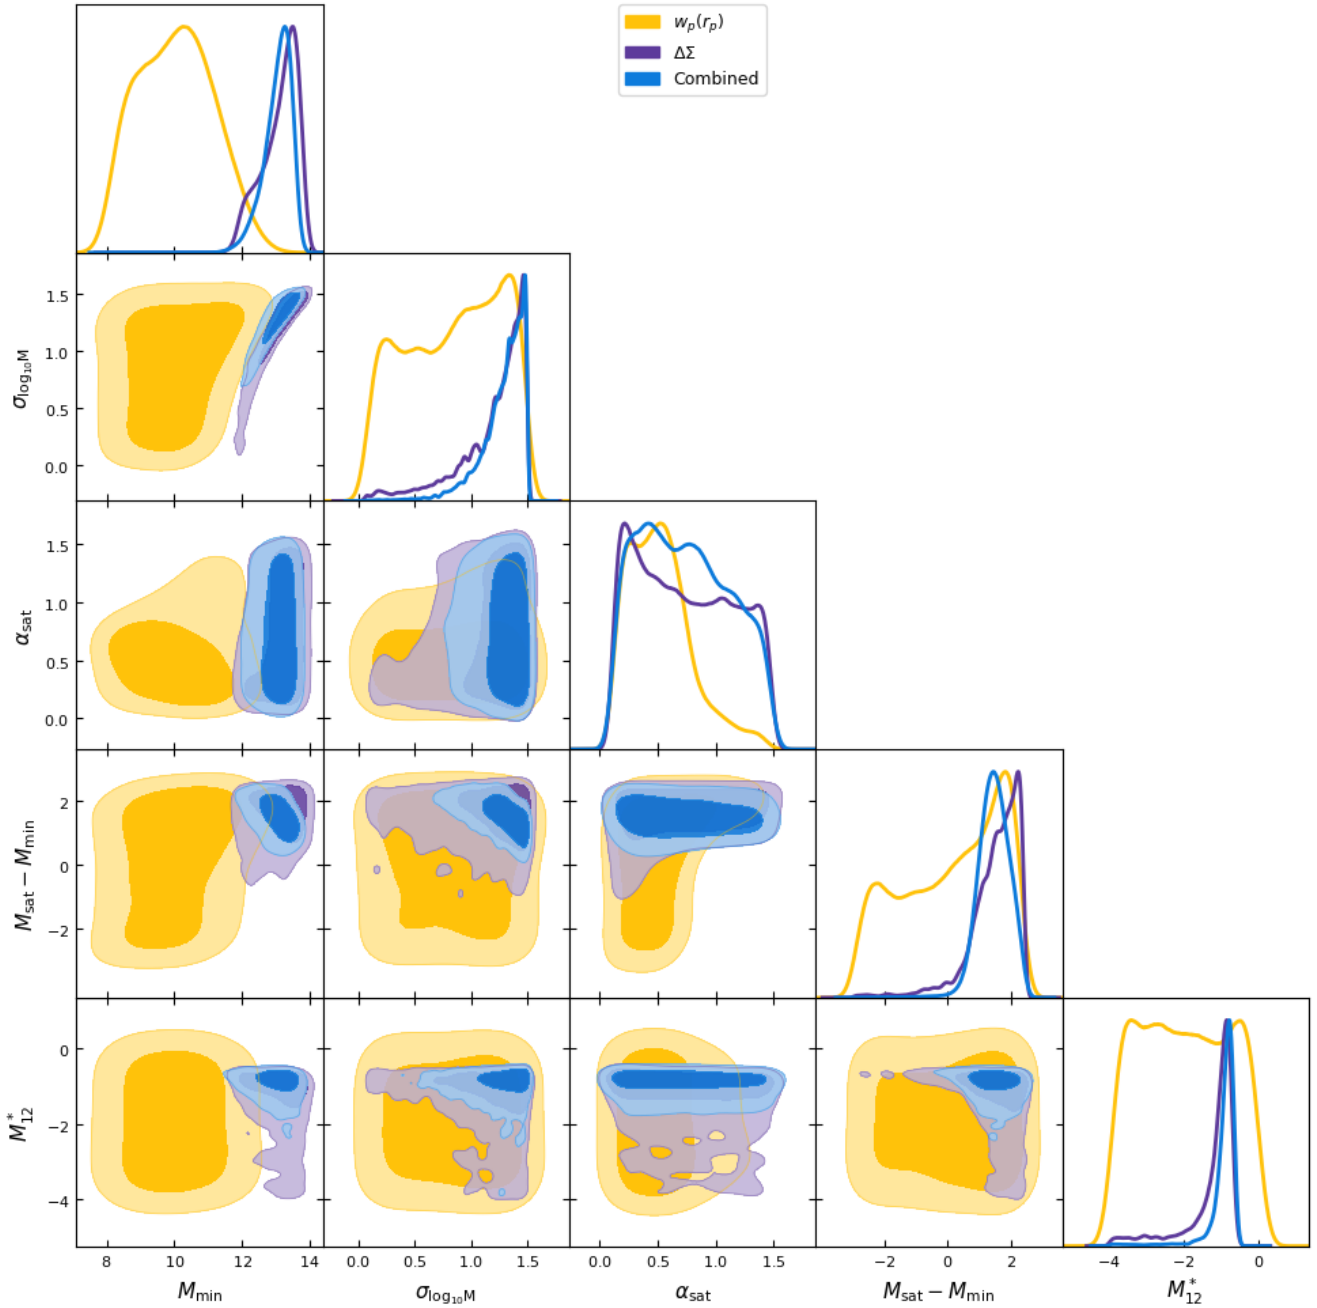 w_p(r_p)
ΔΣ
Combined
σ_log₁₀M
1.5
1.0
0.5
0.0
α_sat
1.5
1.0
0.5
0.0
M_sat − M_min
2
0
−2
M*_12
0
−2
−4
8 10 12 14
0.0 0.5 1.0 1.5
0.0 0.5 1.0 1.5
−2 0 2
−4 −2 0
M_min
σ_log₁₀M
α_sat
M_sat − M_min
M*_12